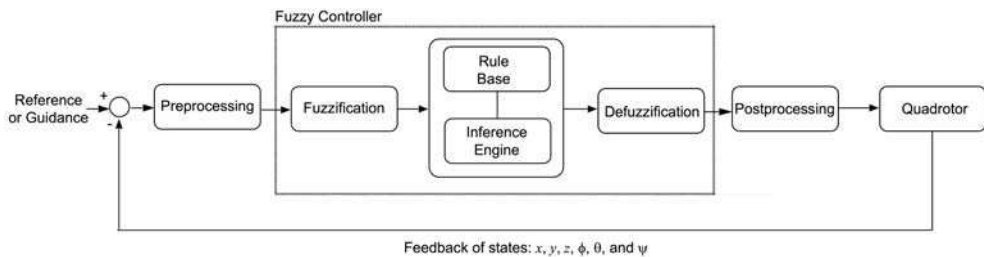 Fuzzy Controller
Reference
or Guidance
+
-
Preprocessing
Fuzzification
Rule
Base
Inference
Engine
Defuzzification
Postprocessing
Quadrotor
Feedback of states: x, y, z, ϕ, θ, and ψ